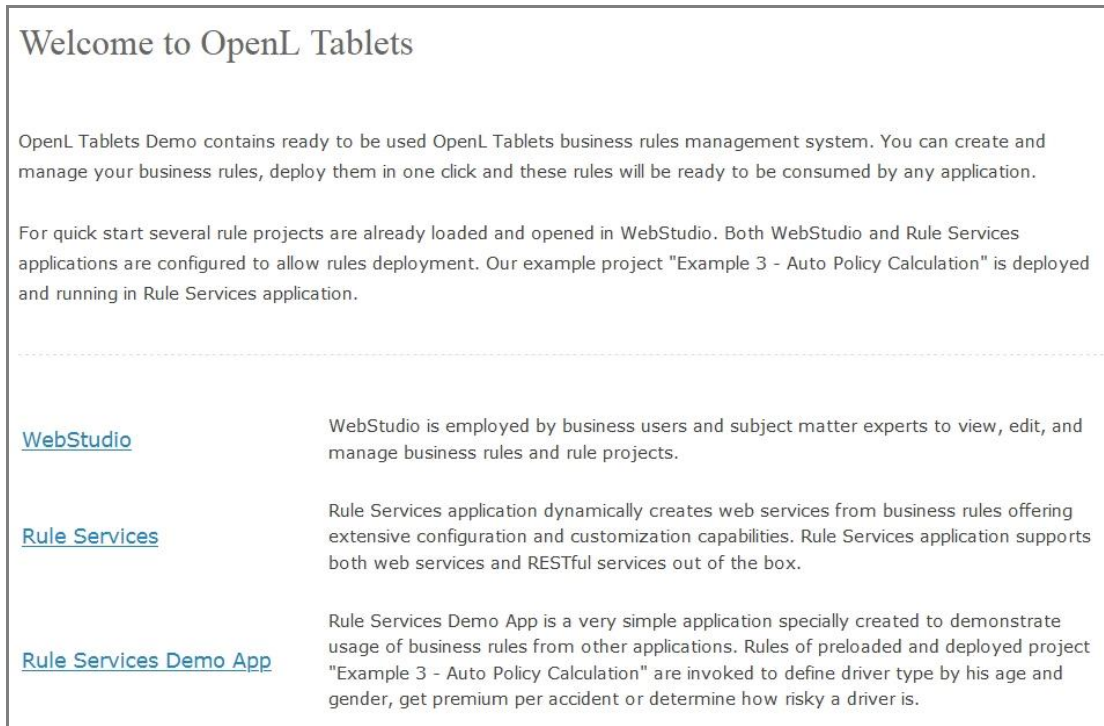 Welcome to OpenL Tablets
OpenL Tablets Demo contains ready to be used OpenL Tablets business rules management system. You can create and
manage your business rules, deploy them in one click and these rules will be ready to be consumed by any application.
For quick start several rule projects are already loaded and opened in WebStudio. Both WebStudio and Rule Services
applications are configured to allow rules deployment. Our example project "Example 3 - Auto Policy Calculation" is deployed
and running in Rule Services application.
WebStudio
WebStudio is employed by business users and subject matter experts to view, edit, and
manage business rules and rule projects.
Rule Services
Rule Services application dynamically creates web services from business rules offering
extensive configuration and customization capabilities. Rule Services application supports
both web services and RESTful services out of the box.
Rule Services Demo App
Rule Services Demo App is a very simple application specially created to demonstrate
usage of business rules from other applications. Rules of preloaded and deployed project
"Example 3 - Auto Policy Calculation" are invoked to define driver type by his age and
gender, get premium per accident or determine how risky a driver is.